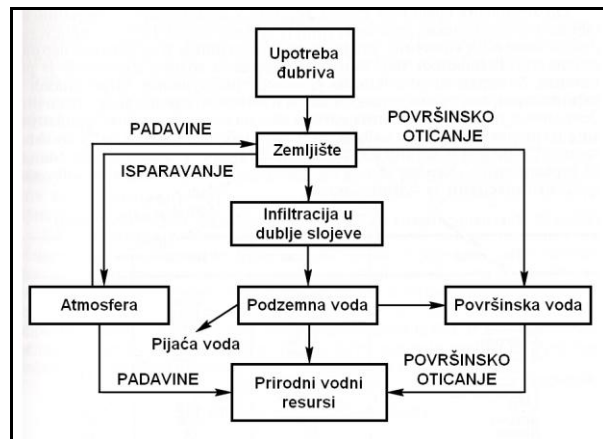 Upotreba
đubriva
PADAVINE
POVRŠINSKO
OTICANJE
Zemljište
ISPARAVANJE
Infiltracija u
dublje slojeve
Atmosfera
Podzemna voda
Površinska voda
Pijaća voda
PADAVINE
POVRŠINSKO
OTICANJE
Prirodni vodni
resursi